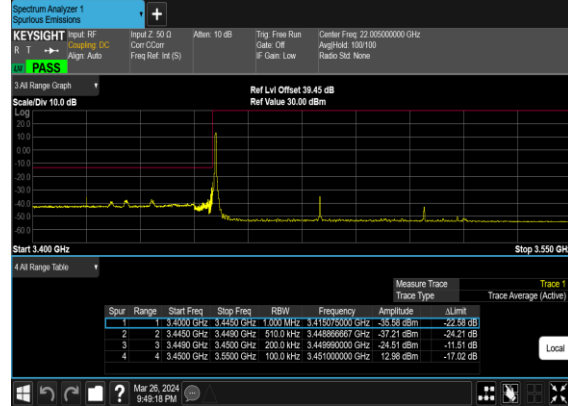 Spectrum Analyzer 1
Spurious Emissions
KEYSIGHT Input: RF Input Z: 50 Ω Atten: 10 dB Trig: Free Run Center Freq: 22.005000000 GHz
R T Coupling: DC Corr CCorr Gate: Off Avg|Hold: 100/100
Align: Auto Freq Ref: Int (S) IF Gain: Low Radio Std: None
PASS
3 All Range Graph
Ref Lvl Offset 39.45 dB
Scale/Div 10.0 dB Ref Value 30.00 dBm
Log
20.0
10.0
0.00
-10.0
-20.0
-30.0
-40.0
-50.0
-60.0
Start 3.400 GHz Stop 3.550 GHz
4 All Range Table
Measure Trace Trace 1
Trace Type Trace Average (Active)
Spur Range Start Freq Stop Freq RBW Frequency Amplitude ΔLimit
1 1 3.4000 GHz 3.4450 GHz 1.000 MHz 3.415075000 GHz -35.58 dBm -22.58 dB
2 2 3.4450 GHz 3.4490 GHz 510.0 kHz 3.448866667 GHz -37.21 dBm -24.21 dB
3 3 3.4490 GHz 3.4500 GHz 200.0 kHz 3.449990000 GHz -24.51 dBm -11.51 dB
4 4 3.4500 GHz 3.5500 GHz 100.0 kHz 3.451000000 GHz 12.98 dBm -17.02 dB
Local
Mar 26, 2024
9:49:18 PM